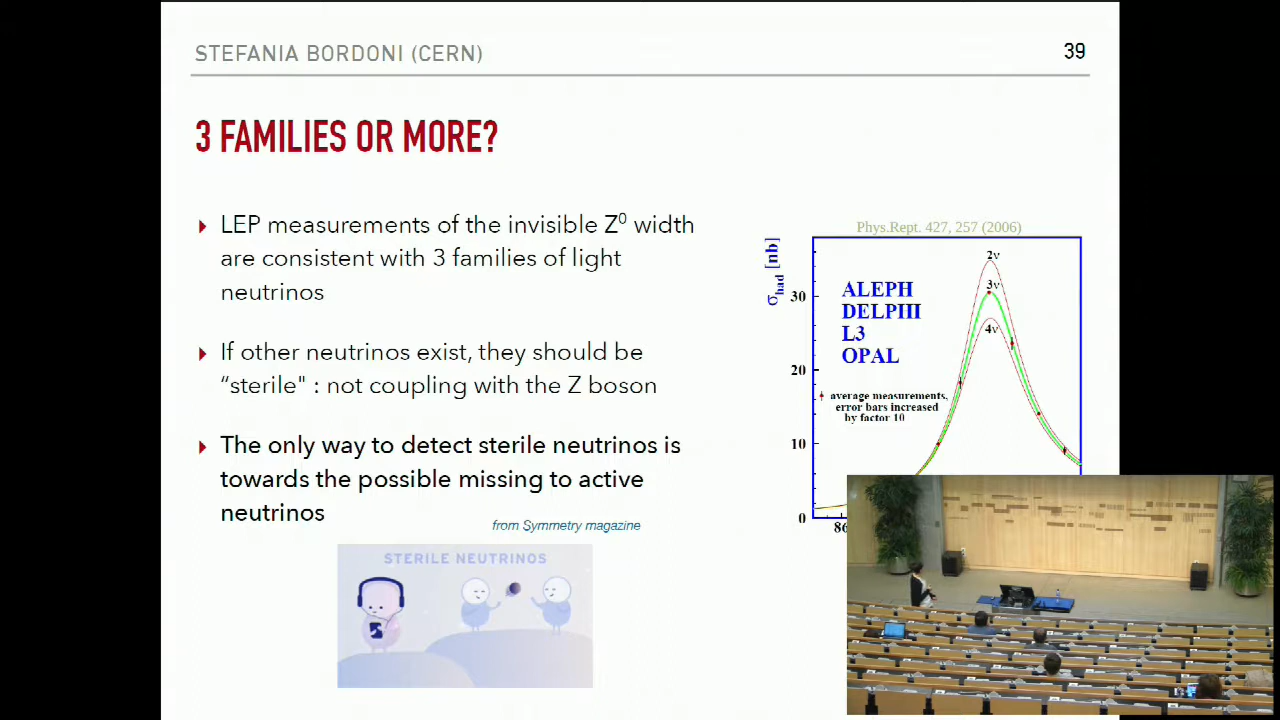 STEFANIA BORDONI (CERN)
39
3 FAMILIES OR MORE?
LEP measurements of the invisible Z⁰ width
are consistent with 3 families of light
neutrinos
If other neutrinos exist, they should be
“sterile" : not coupling with the Z boson
The only way to detect sterile neutrinos is
towards the possible missing to active
neutrinos
from Symmetry magazine
STERILE NEUTRINOS
Phys.Rept. 427, 257 (2006)
σhad [nb]
2ν
3ν
4ν
ALEPH
DELPHI
L3
OPAL
average measurements,
error bars increased
by factor 10
30
20
10
0
86